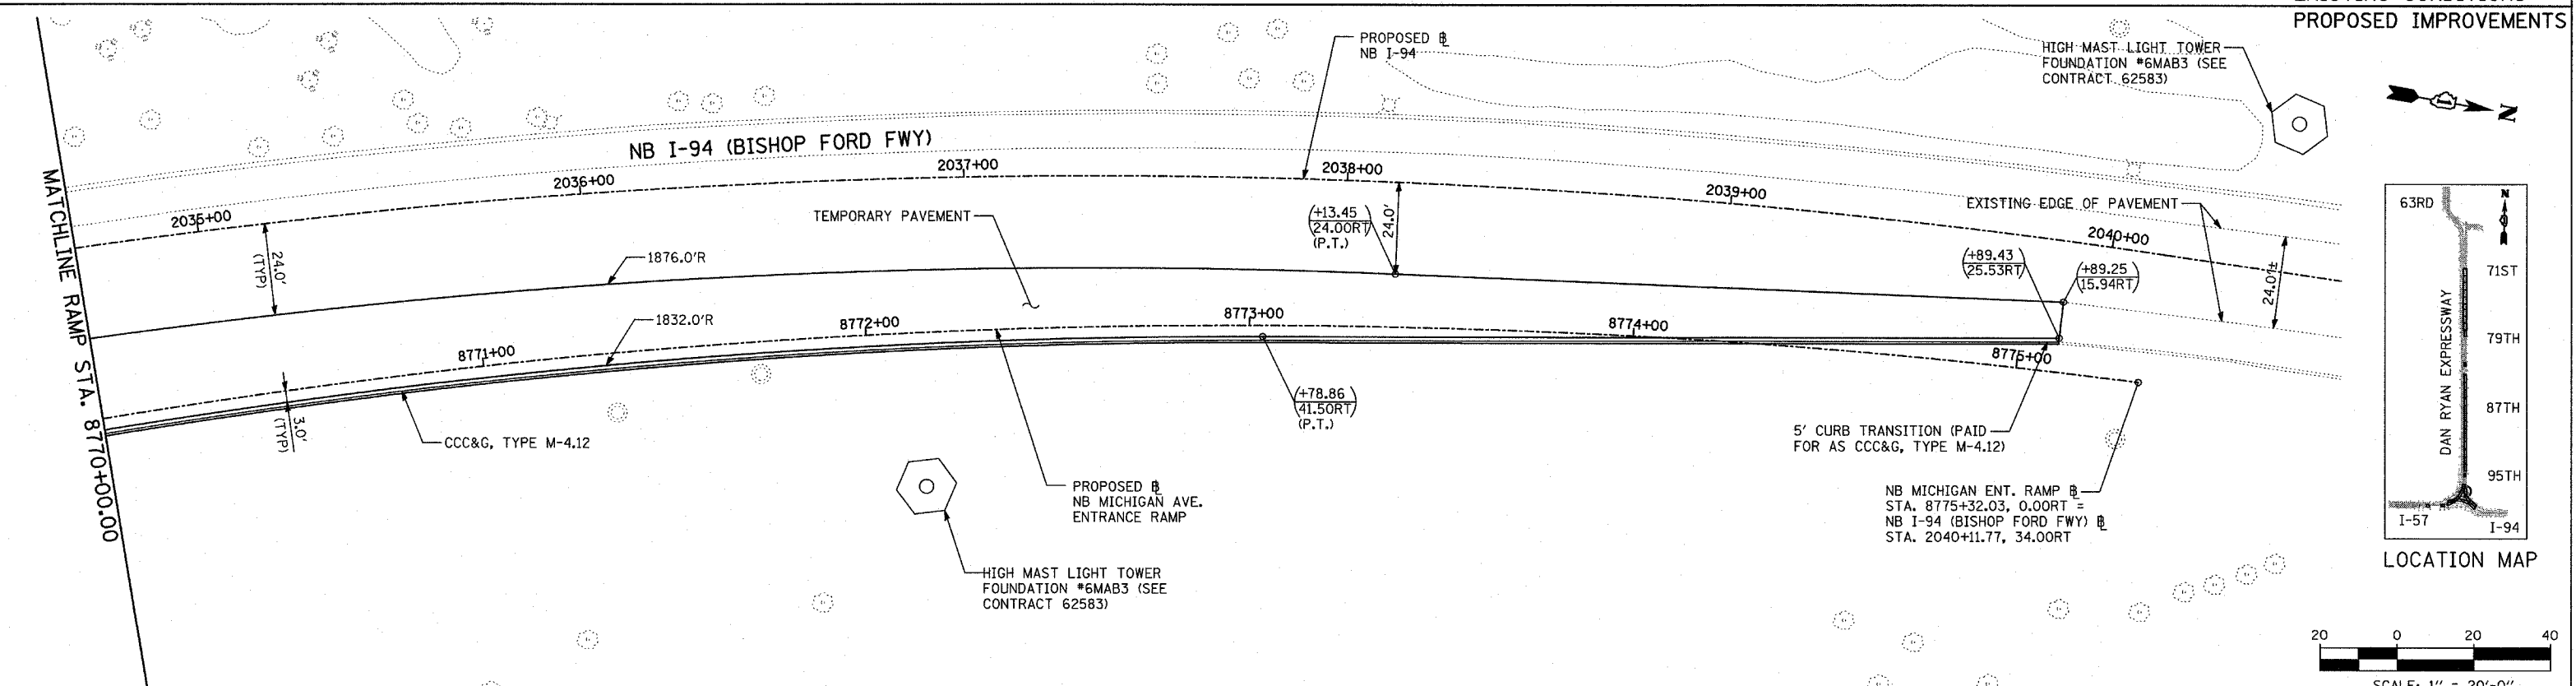 PROPOSED IMPROVEMENTS
PROPOSED ℄
NB I-94
HIGH MAST LIGHT TOWER
FOUNDATION #6MAB3 (SEE
CONTRACT 62583)
N
NB I-94 (BISHOP FORD FWY)
2035+00
2036+00
2037+00
2038+00
2039+00
2040+00
MATCHLINE RAMP STA. 8770+00.00
24.0'
(TYP)
TEMPORARY PAVEMENT
1876.0'R
(+13.45
24.00RT)
(P.T.)
24.0'
EXISTING EDGE OF PAVEMENT
(+89.43
25.53RT)
(+89.25
15.94RT)
24.0'±
1832.0'R
8771+00
8772+00
8773+00
8774+00
8775+00
3.0'
(TYP)
CCC&G, TYPE M-4.12
(+78.86
41.50RT)
(P.T.)
5' CURB TRANSITION (PAID
FOR AS CCC&G, TYPE M-4.12)
PROPOSED
NB MICHIGAN AVE.
ENTRANCE RAMP
NB MICHIGAN ENT. RAMP
STA. 8775+32.03, 0.00RT =
NB I-94 (BISHOP FORD FWY)
STA. 2040+11.77, 34.00RT
HIGH MAST LIGHT TOWER
FOUNDATION #6MAB3 (SEE
CONTRACT 62583)
63RD
N
71ST
79TH
87TH
95TH
DAN RYAN EXPRESSWAY
I-57
I-94
LOCATION MAP
20 0 20 40
SCALE: 1" = 20'-0"